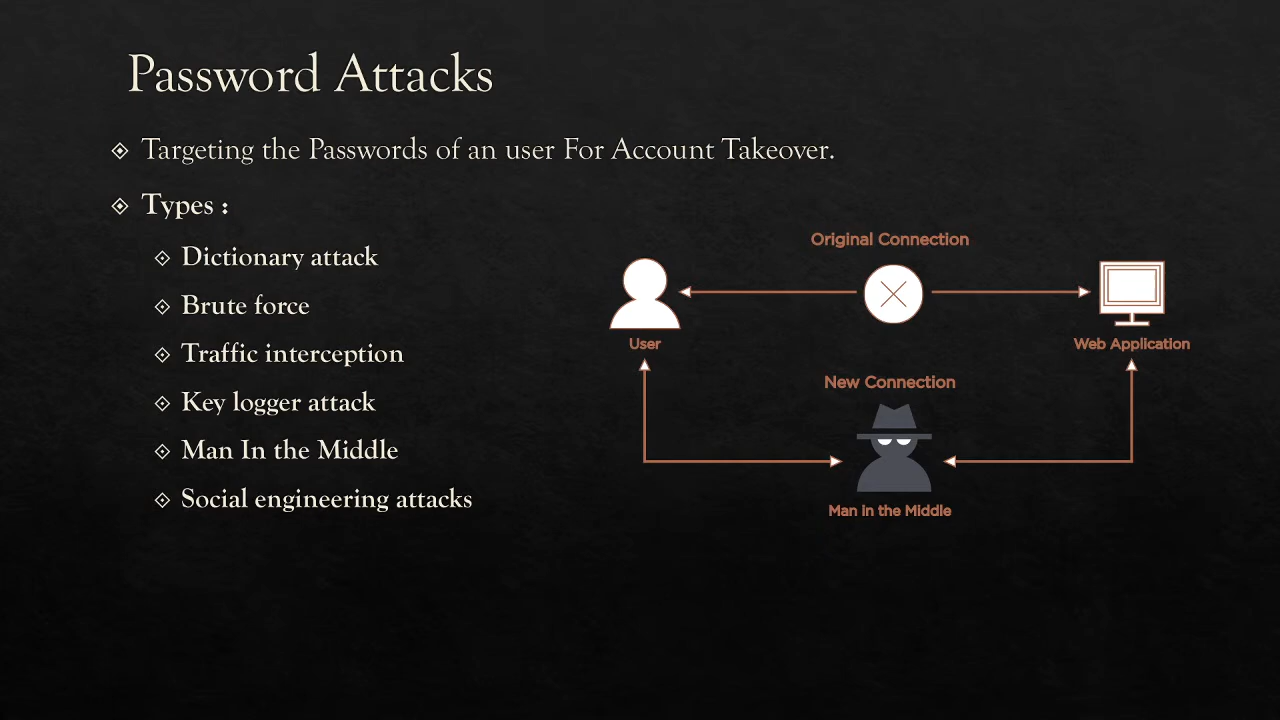 Password Attacks
Targeting the Passwords of an user For Account Takeover.
Types :
Dictionary attack
Brute force
Traffic interception
Key logger attack
Man In the Middle
Social engineering attacks
Original Connection
User
Web Application
New Connection
Man in the Middle